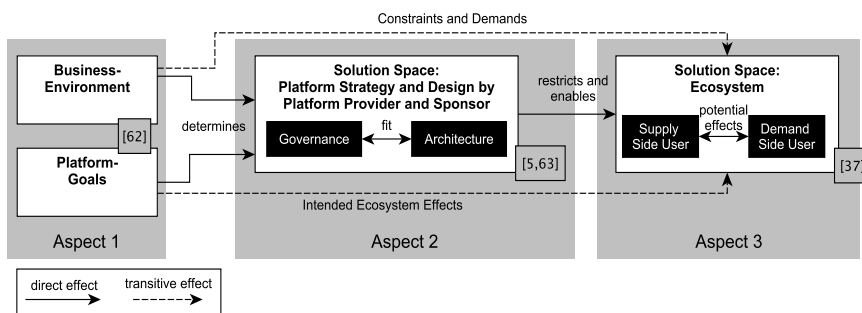 Constraints and Demands
Business-
Environment
[62]
Platform-
Goals
Aspect 1
determines
Solution Space:
Platform Strategy and Design by
Platform Provider and Sponsor
Governance
fit
Architecture
[5,63]
Intended Ecosystem Effects
Aspect 2
restricts and
enables
Solution Space:
Ecosystem
Supply
Side User
potential
effects
Demand
Side User
[37]
Aspect 3
direct effect
transitive effect